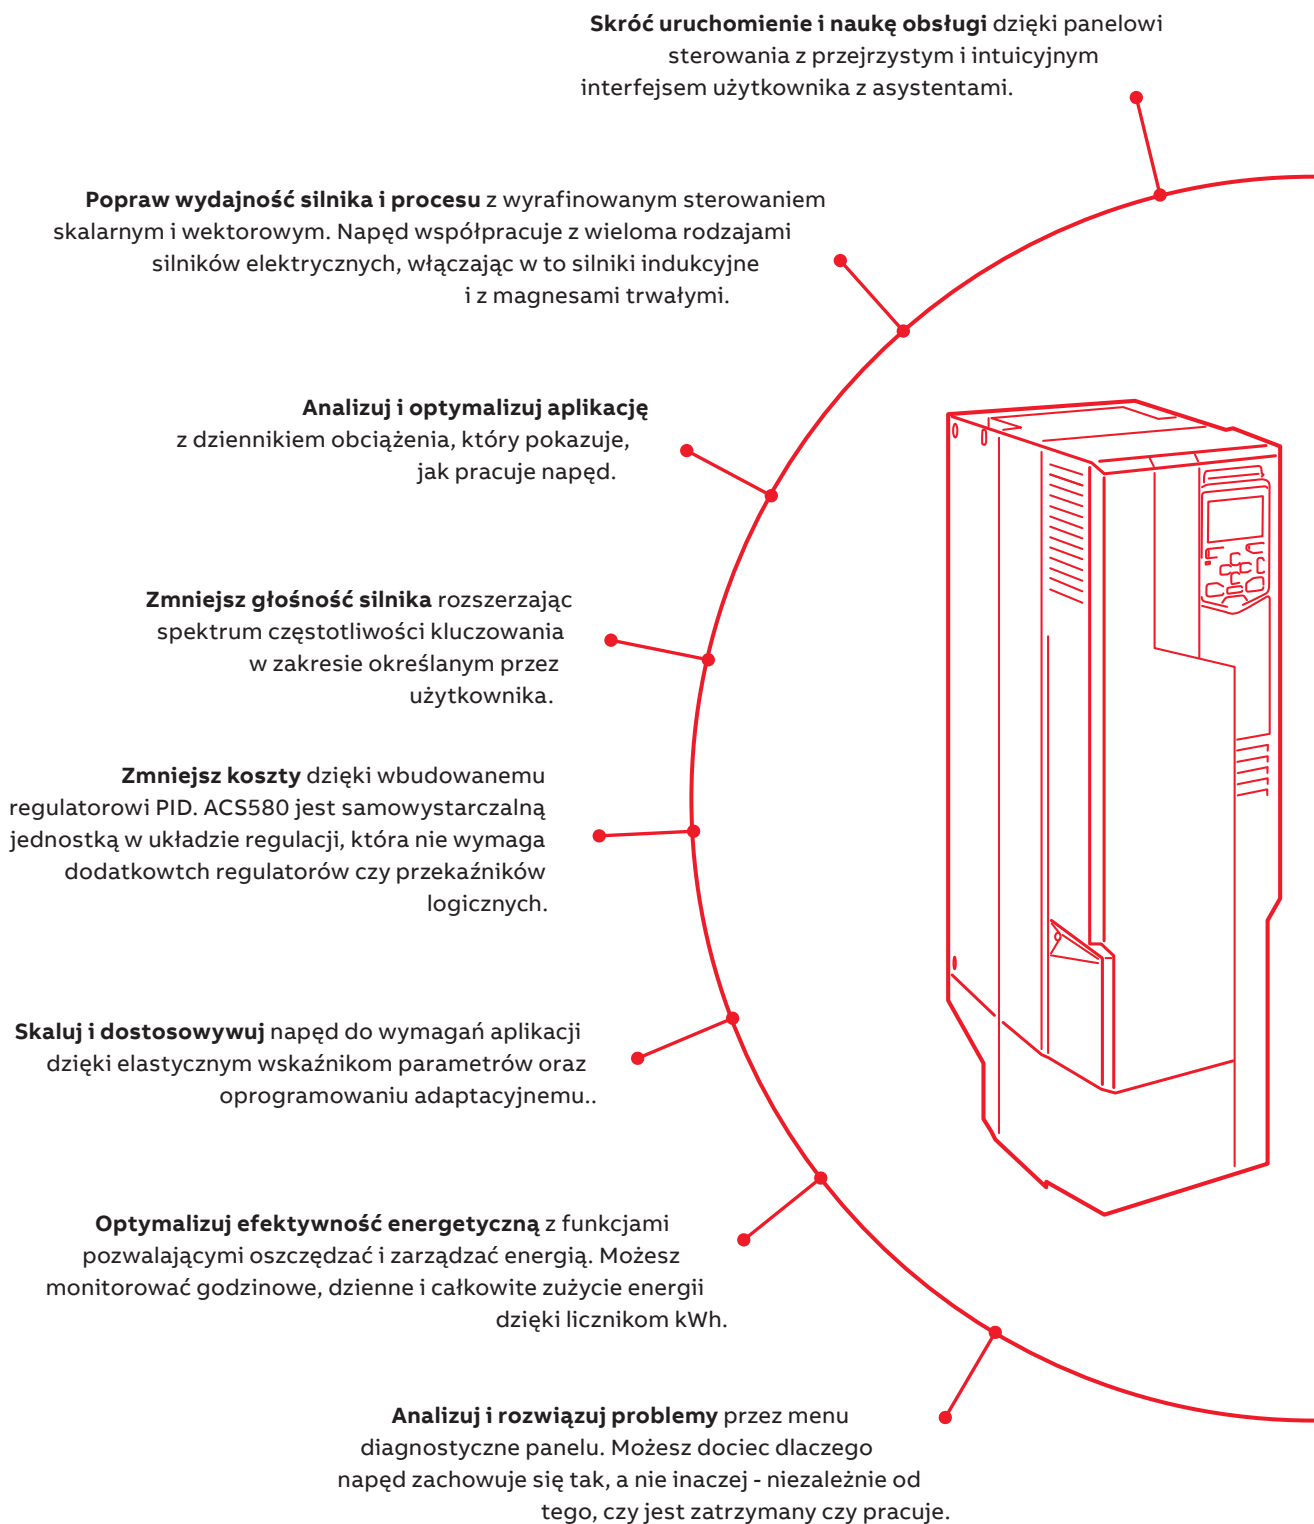 Skróć uruchomienie i naukę obsługi dzięki panelowi
sterowania z przejrzystym i intuicyjnym
interfejsem użytkownika z asystentami.
Popraw wydajność silnika i procesu z wyrafinowanym sterowaniem
skalarnym i wektorowym. Napęd współpracuje z wieloma rodzajami
silników elektrycznych, włączając w to silniki indukcyjne
i z magnesami trwałymi.
Analizuj i optymalizuj aplikację
z dziennikiem obciążenia, który pokazuje,
jak pracuje napęd.
Zmniejsz głośność silnika rozszerzając
spektrum częstotliwości kluczowania
w zakresie określanym przez
użytkownika.
Zmniejsz koszty dzięki wbudowanemu
regulatorowi PID. ACS580 jest samowystarczalną
jednostką w układzie regulacji, która nie wymaga
dodatkowtch regulatorów czy przekaźników
logicznych.
Skaluj i dostosowywuj napęd do wymagań aplikacji
dzięki elastycznym wskaźnikom parametrów oraz
oprogramowaniu adaptacyjnemu..
Optymalizuj efektywność energetyczną z funkcjami
pozwalającymi oszczędzać i zarządzać energią. Możesz
monitorować godzinowe, dzienne i całkowite zużycie energii
dzięki licznikom kWh.
Analizuj i rozwiązuj problemy przez menu
diagnostyczne panelu. Możesz dociec dlaczego
napęd zachowuje się tak, a nie inaczej - niezależnie od
tego, czy jest zatrzymany czy pracuje.